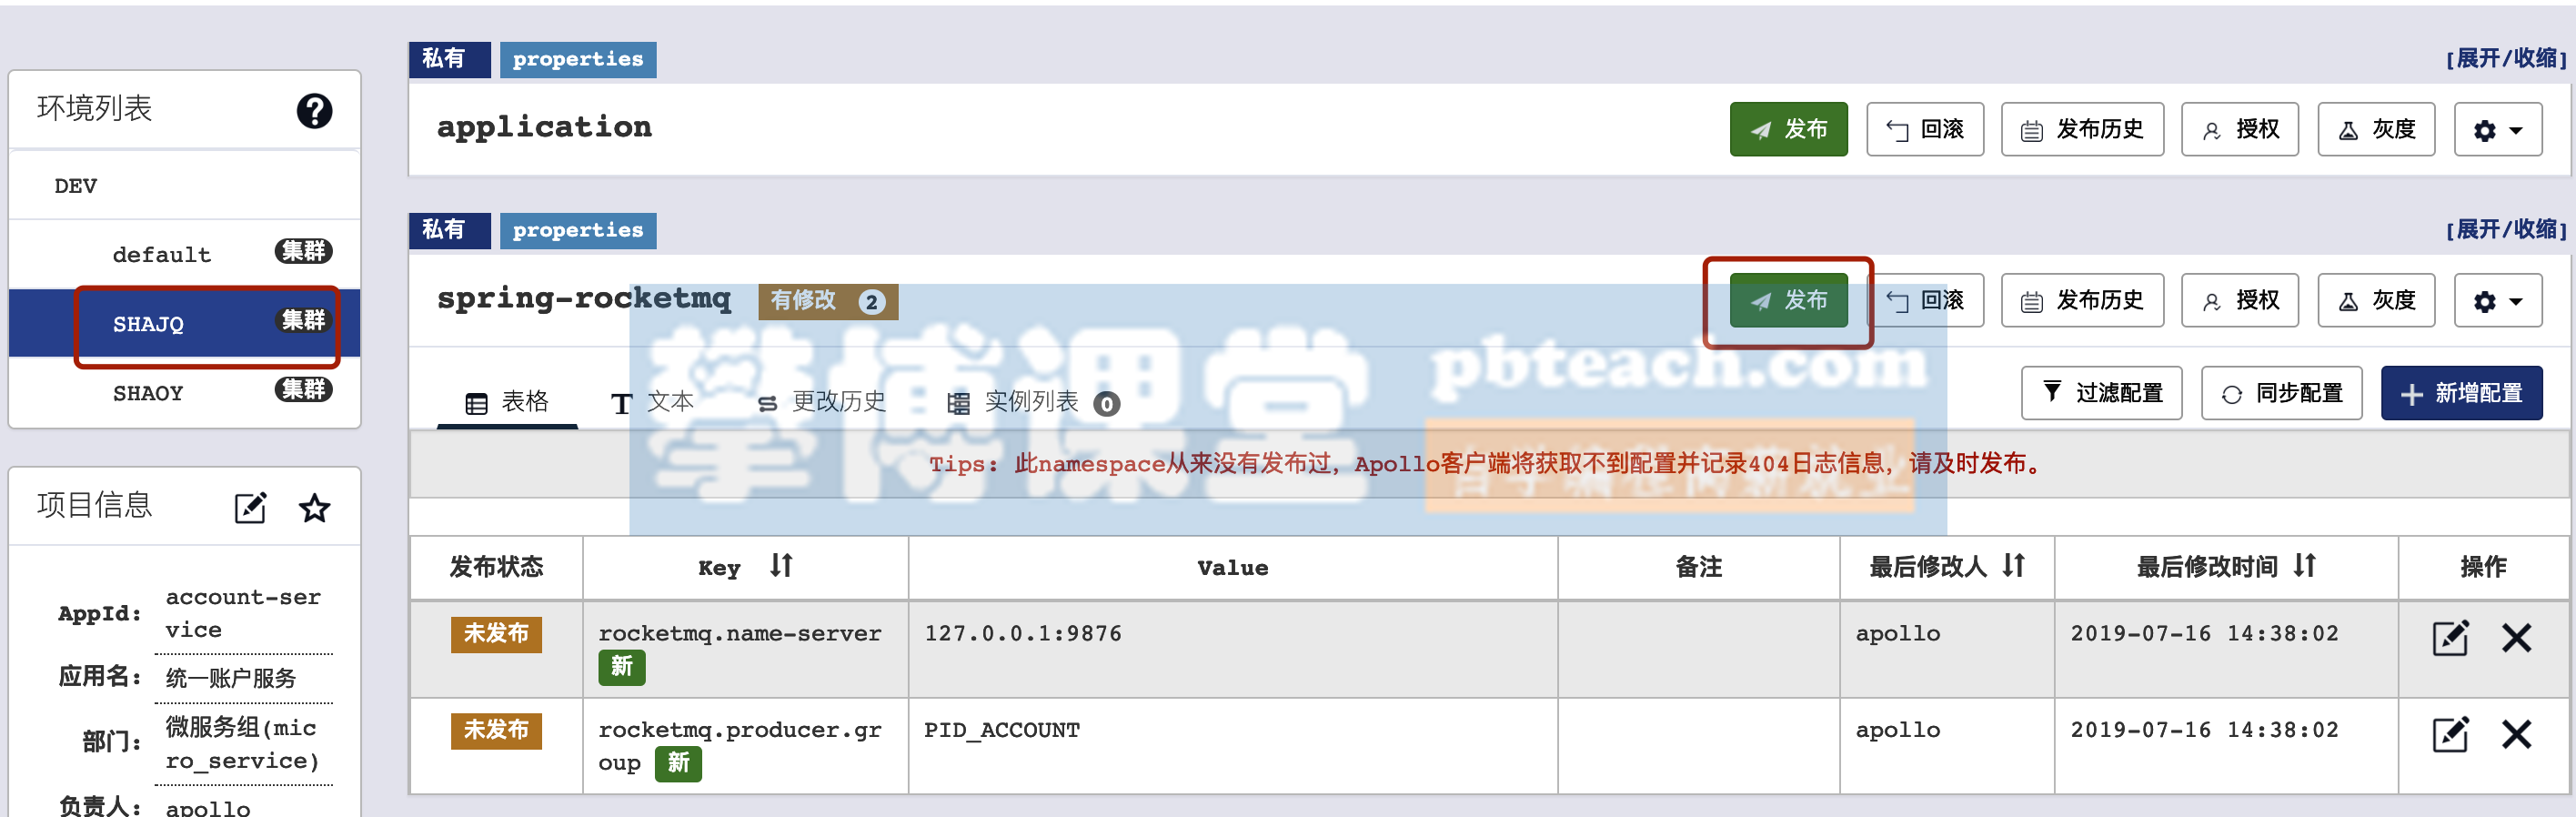 环境列表
DEV
default 集群
SHAJQ 集群
SHAOY 集群
项目信息
AppId: account-ser
vice
应用名: 统一账户服务
部门: 微服务组(mic
ro_service)
负责人: apollo
私有 properties [展开/收缩]
application 发布 回滚 发布历史 授权 灰度
私有 properties [展开/收缩]
spring-rocketmq 有修改 2 发布 回滚 发布历史 授权 灰度
表格 文本 更改历史 实例列表 0 过滤配置 同步配置 新增配置
攀博课堂 pbteach.com
Tips: 此namespace从来没有发布过，Apollo客户端将获取不到配置并记录404日志信息，请及时发布。
发布状态 Key Value 备注 最后修改人 最后修改时间 操作
未发布 rocketmq.name-server 127.0.0.1:9876 apollo 2019-07-16 14:38:02
新
未发布 rocketmq.producer.gr PID_ACCOUNT apollo 2019-07-16 14:38:02
oup 新